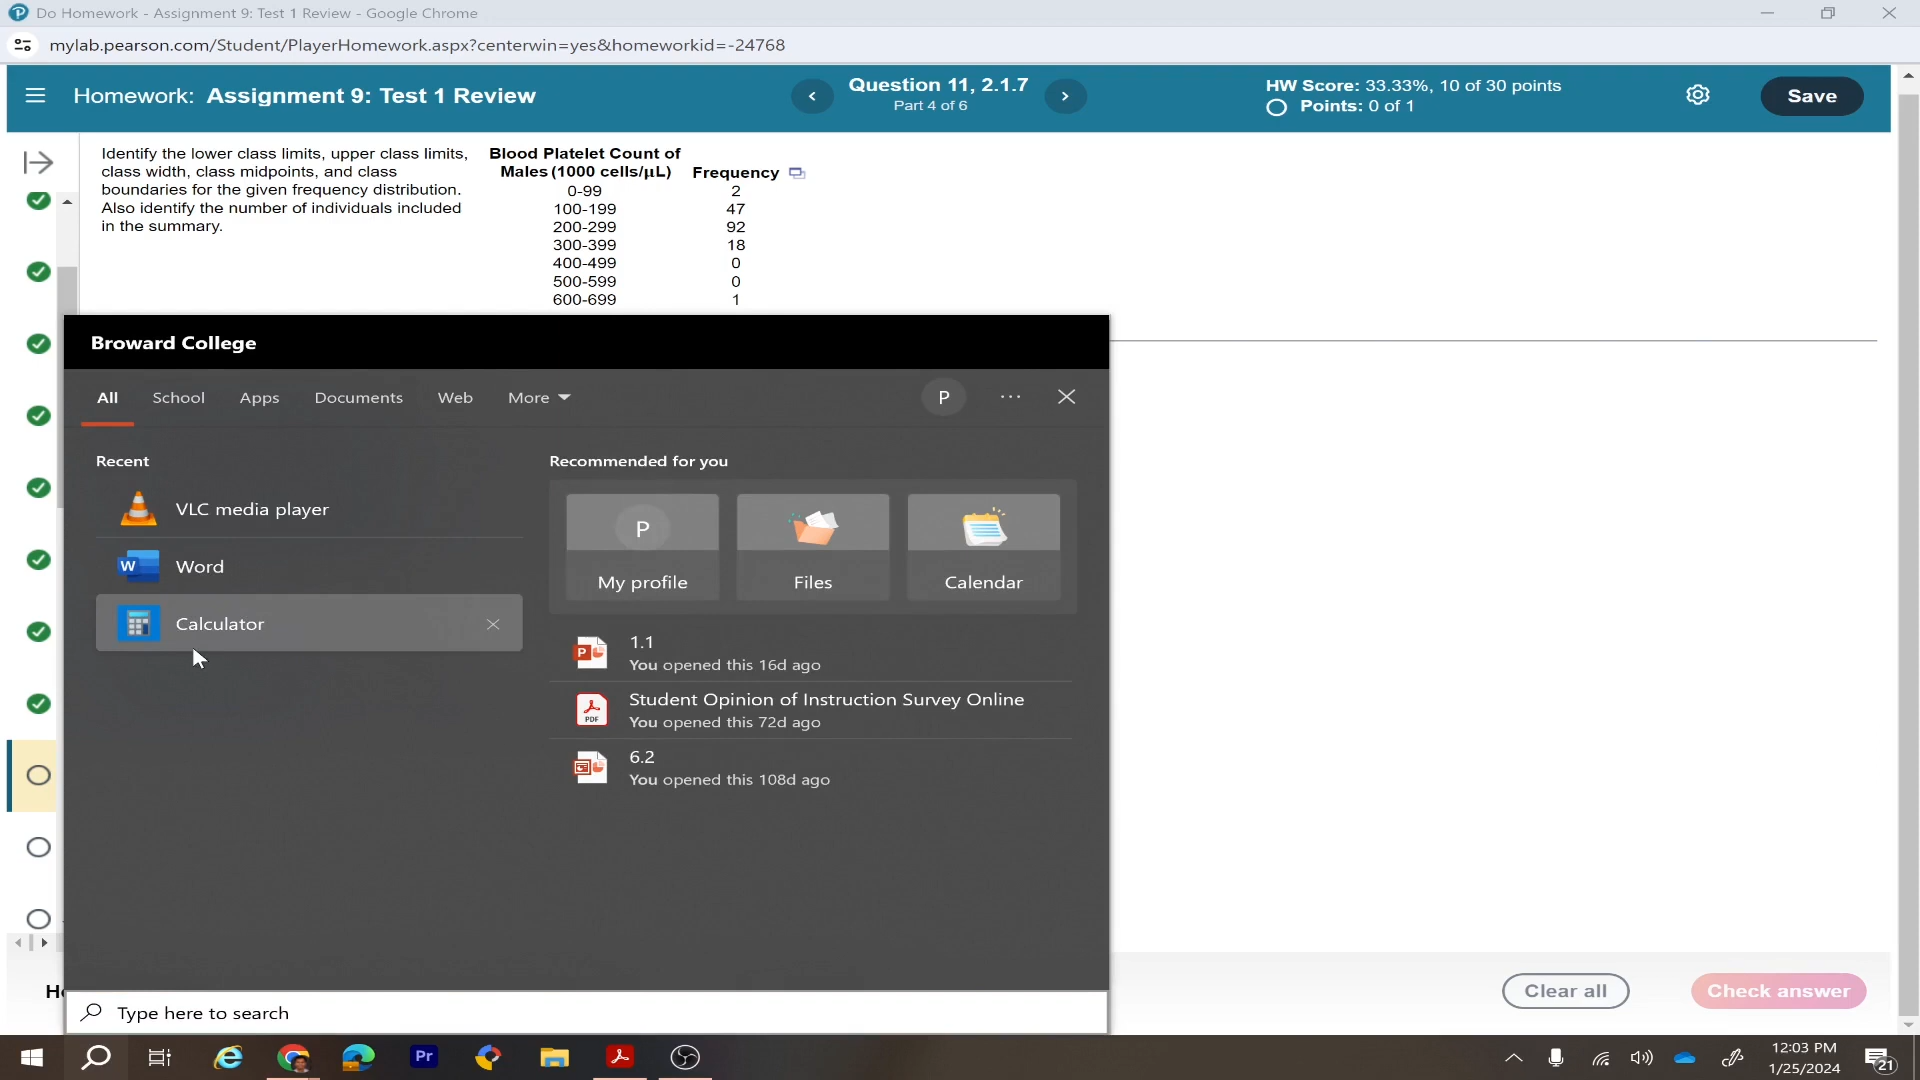 Do Homework - Assignment 9: Test 1 Review - Google Chrome
mylab.pearson.com/Student/PlayerHomework.aspx?centerwin=yes&homeworkid=-24768
Homework: Assignment 9: Test 1 Review
Question 11, 2.1.7
Part 4 of 6
HW Score: 33.33%, 10 of 30 points
Points: 0 of 1
Save
Identify the lower class limits, upper class limits,
class width, class midpoints, and class
boundaries for the given frequency distribution.
Also identify the number of individuals included
in the summary.
Blood Platelet Count of
Males (1000 cells/μL) Frequency
0-99 2
100-199 47
200-299 92
300-399 18
400-499 0
500-599 0
600-699 1
Broward College
All School Apps Documents Web More
P
Recent
VLC media player
Word
Calculator
Recommended for you
P
My profile
Files
Calendar
1.1
You opened this 16d ago
Student Opinion of Instruction Survey Online
You opened this 72d ago
6.2
You opened this 108d ago
Clear all
Check answer
Type here to search
Pr
12:03 PM
1/25/2024
21